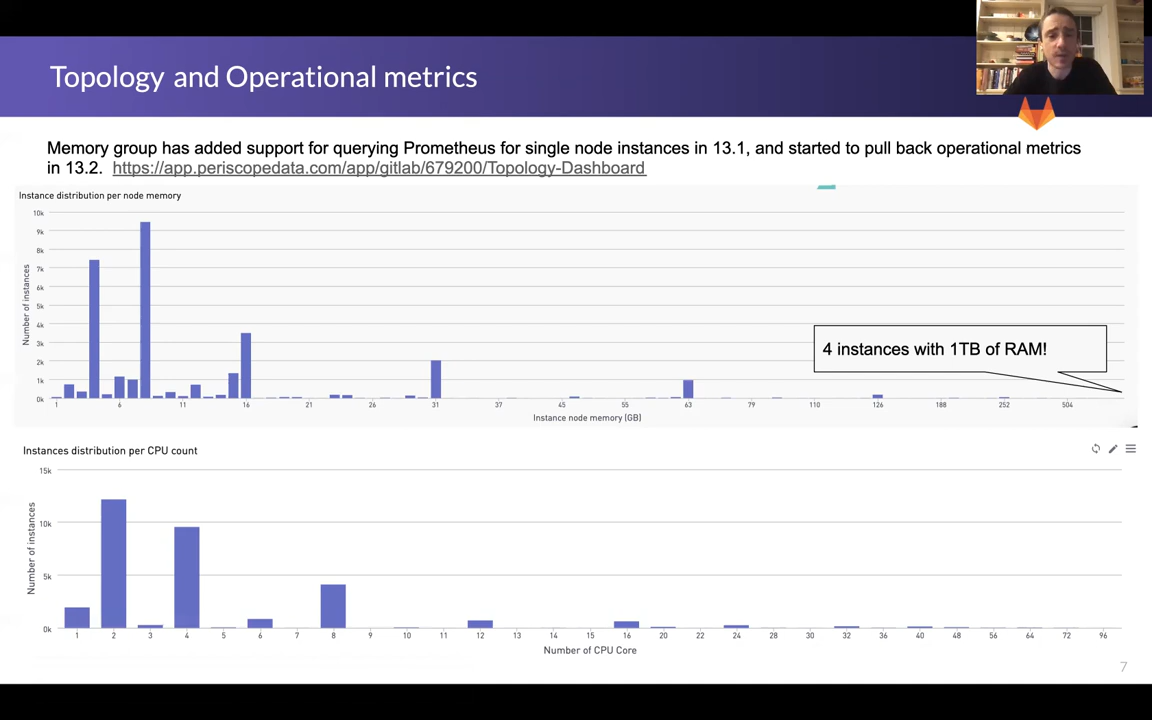 Topology and Operational metrics
Memory group has added support for querying Prometheus for single node instances in 13.1, and started to pull back operational metrics
in 13.2. https://app.periscopedata.com/app/gitlab/679200/Topology-Dashboard
Instance distribution per node memory
10k
9k
8k
7k
6k
5k
4k
3k
2k
1k
0k
Number of instances
4 instances with 1TB of RAM!
1 6 11 16 21 26 31 37 45 55 63 79 110 126 188 252 504
Instance node memory (GB)
Instances distribution per CPU count
15k
10k
5k
0k
Number of instances
1 2 3 4 5 6 7 8 9 10 11 12 13 14 15 16 20 22 24 28 30 32 36 40 48 56 64 72 96
Number of CPU Core
7